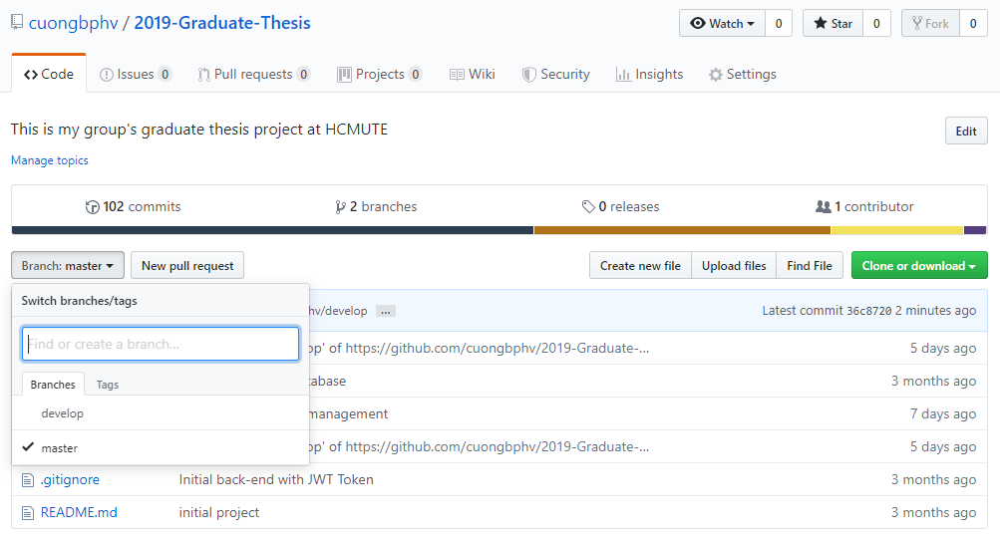 cuongbphv / 2019-Graduate-Thesis
Watch 0 Star 0 Fork 0
Code Issues 0 Pull requests 0 Projects 0 Wiki Security Insights Settings
This is my group's graduate thesis project at HCMUTE
Edit
Manage topics
102 commits 2 branches 0 releases 1 contributor
Branch: master New pull request Create new file Upload files Find File Clone or download
Switch branches/tags
hv/develop ... Latest commit 36c8720 2 minutes ago
Find or create a branch...
op' of https://github.com/cuongbphv/2019-Graduate-... 5 days ago
Branches Tags
tabase 3 months ago
develop
management 7 days ago
master
op' of https://github.com/cuongbphv/2019-Graduate-... 5 days ago
.gitignore Initial back-end with JWT Token 3 months ago
README.md initial project 3 months ago